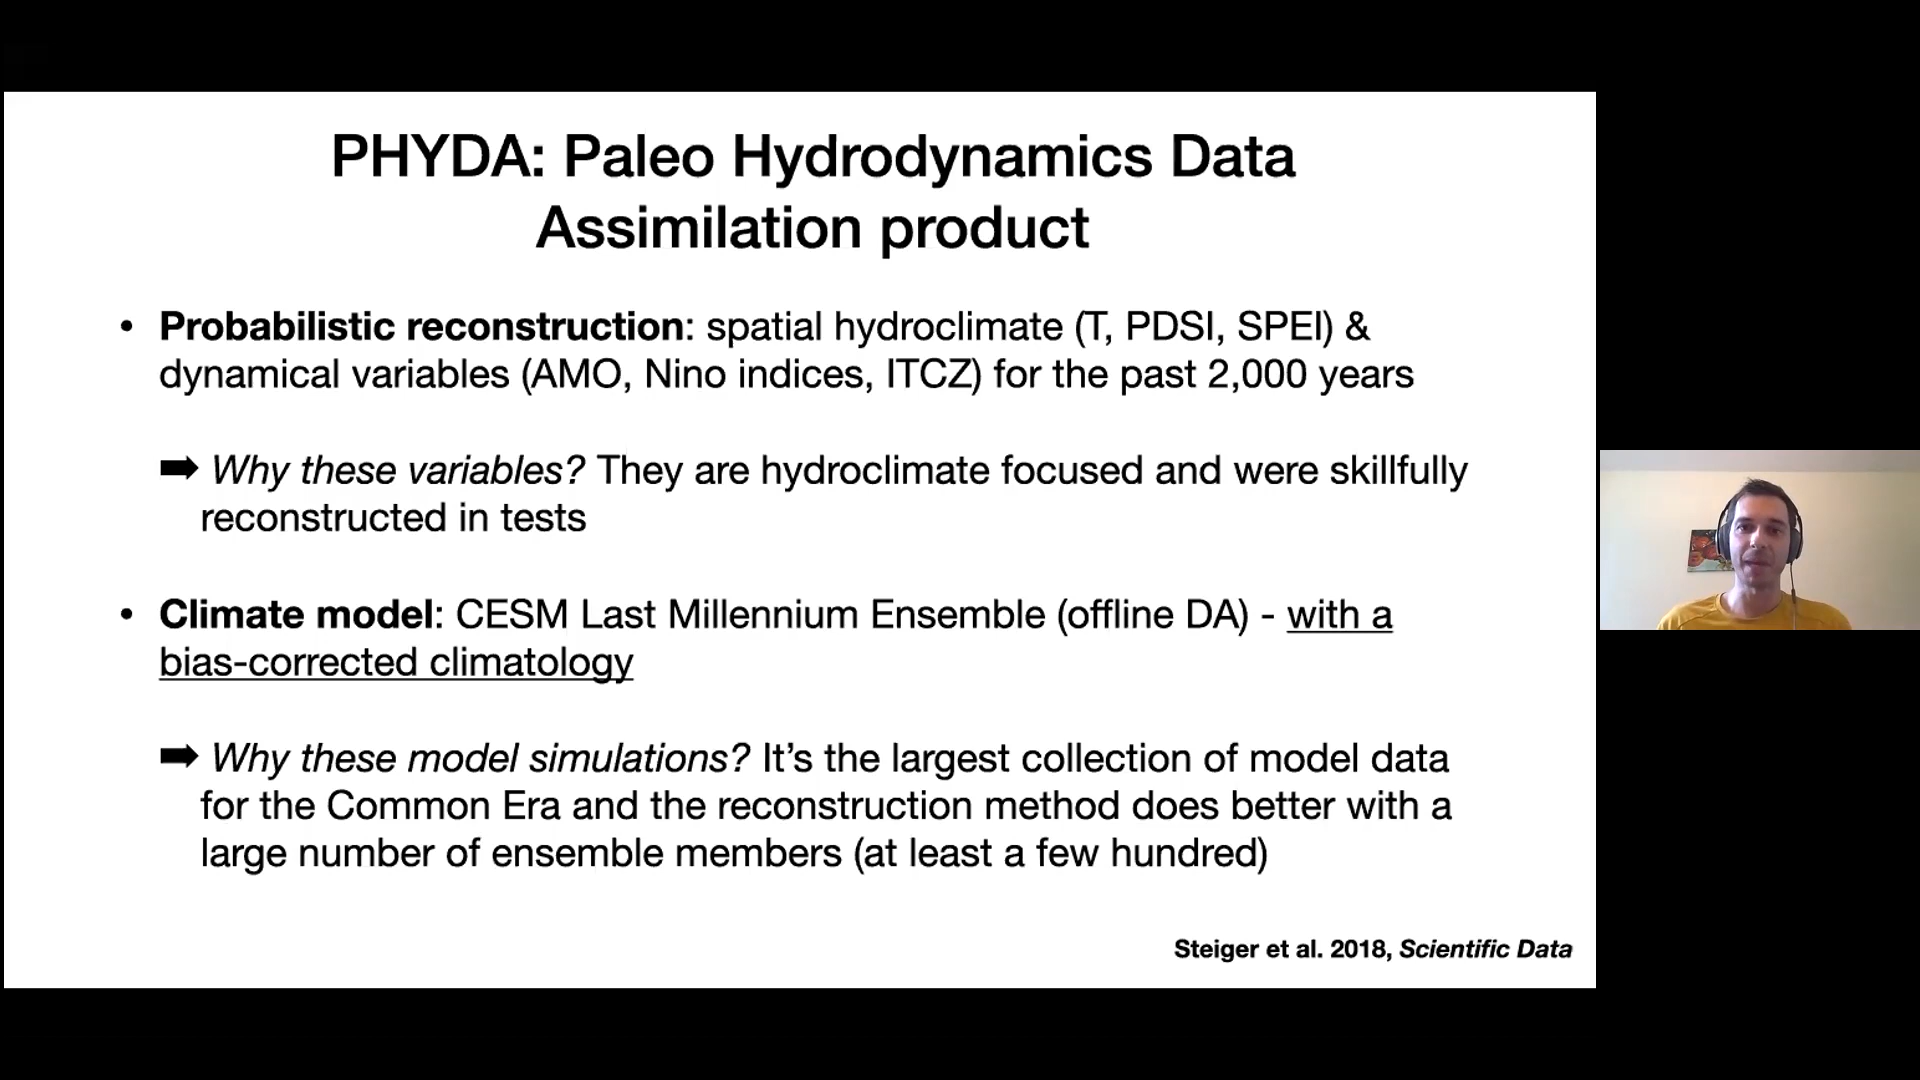 PHYDA: Paleo Hydrodynamics Data
Assimilation product
• Probabilistic reconstruction: spatial hydroclimate (T, PDSI, SPEI) &
dynamical variables (AMO, Nino indices, ITCZ) for the past 2,000 years
➡ Why these variables? They are hydroclimate focused and were skillfully
reconstructed in tests
• Climate model: CESM Last Millennium Ensemble (offline DA) - with a
bias-corrected climatology
➡ Why these model simulations? It’s the largest collection of model data
for the Common Era and the reconstruction method does better with a
large number of ensemble members (at least a few hundred)
Steiger et al. 2018, Scientific Data